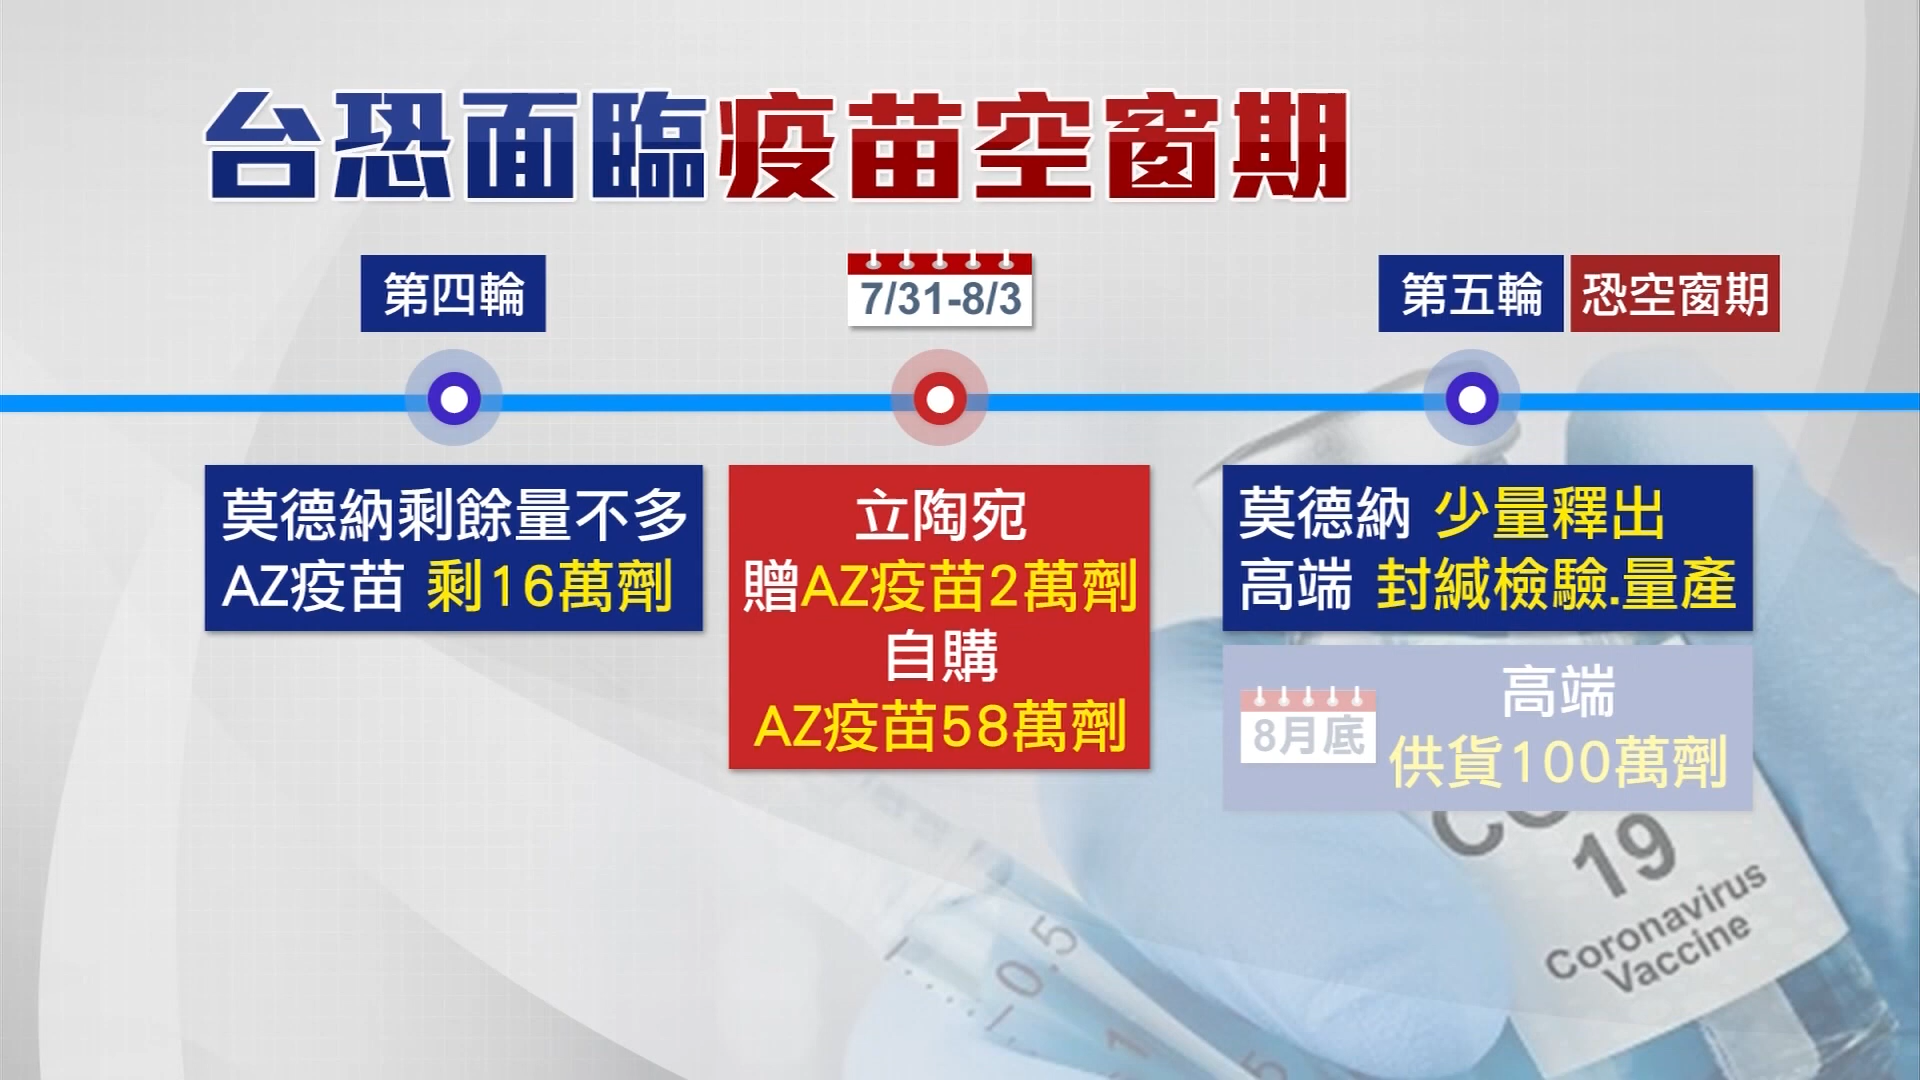 台恐面臨疫苗空窗期
第四輪
7/31-8/3
第五輪 恐空窗期
莫德納剩餘量不多
AZ疫苗 剩16萬劑
立陶宛
贈AZ疫苗2萬劑
自購
AZ疫苗58萬劑
莫德納 少量釋出
高端 封緘檢驗.量產
8月底
高端
供貨100萬劑
19
Coronavirus
Vaccine
0.5
1